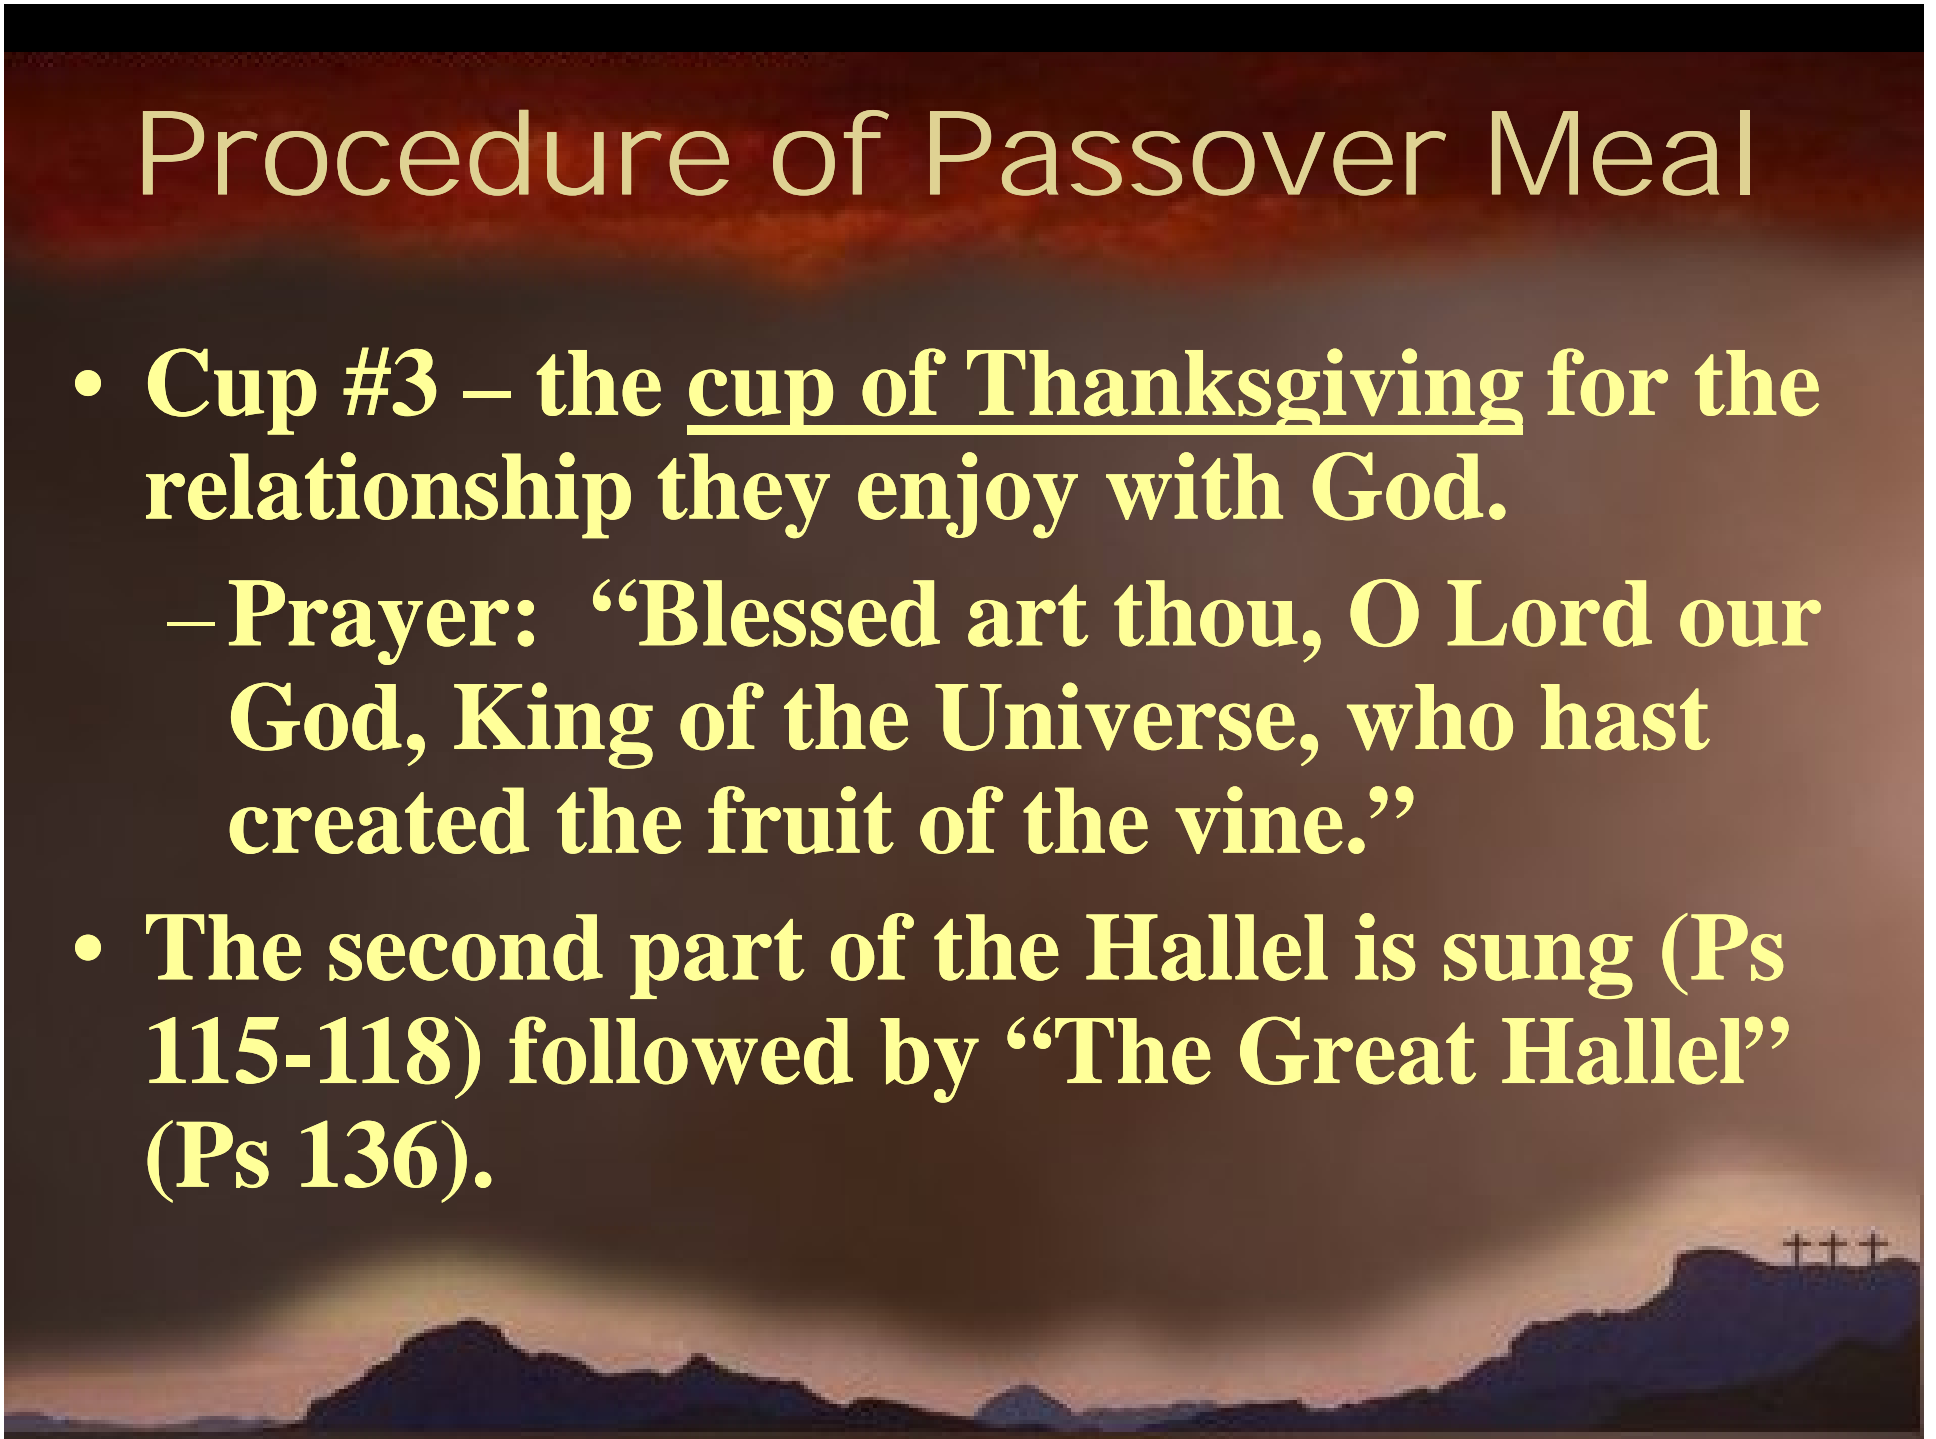 Procedure of Passover Meal
• Cup #3 – the cup of Thanksgiving for the
relationship they enjoy with God.
– Prayer:  “Blessed art thou, O Lord our
God, King of the Universe, who hast
created the fruit of the vine.”
• The second part of the Hallel is sung (Ps
115-118) followed by “The Great Hallel”
(Ps 136).